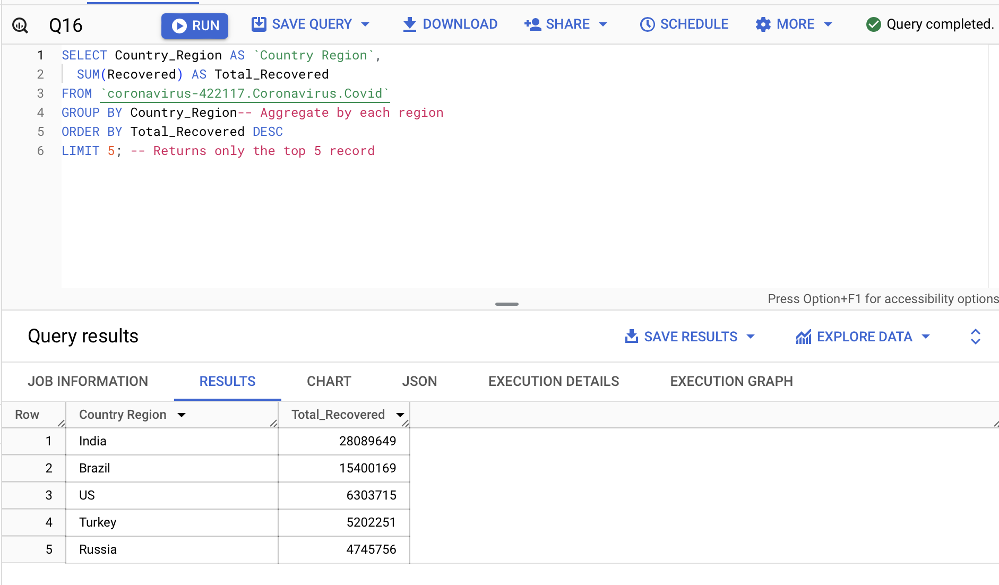 Q16 RUN SAVE QUERY DOWNLOAD SHARE SCHEDULE MORE Query completed.
1 SELECT Country_Region AS `Country Region`,
2 SUM(Recovered) AS Total_Recovered
3 FROM `coronavirus-422117.Coronavirus.Covid`
4 GROUP BY Country_Region-- Aggregate by each region
5 ORDER BY Total_Recovered DESC
6 LIMIT 5; -- Returns only the top 5 record
Press Option+F1 for accessibility options
Query results SAVE RESULTS EXPLORE DATA
JOB INFORMATION RESULTS CHART JSON EXECUTION DETAILS EXECUTION GRAPH
Row Country Region Total_Recovered
1 India 28089649
2 Brazil 15400169
3 US 6303715
4 Turkey 5202251
5 Russia 4745756